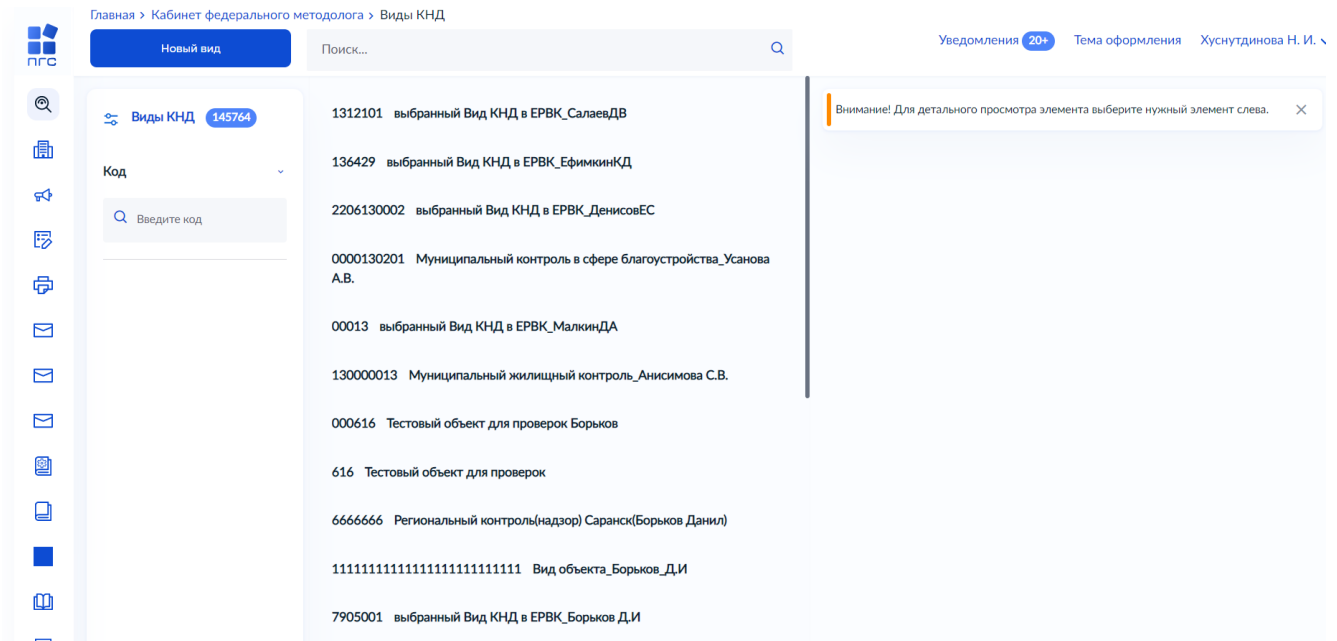 Главная > Кабинет федерального методолога > Виды КНД
пгс
Новый вид
Поиск...
Уведомления 20+ Тема оформления Хуснутдинова Н. И.
Виды КНД 145764
Код
Введите код
1312101 выбранный Вид КНД в ЕРВК_СалаевДВ
136429 выбранный Вид КНД в ЕРВК_ЕфимкинКД
2206130002 выбранный Вид КНД в ЕРВК_ДенисовЕС
0000130201 Муниципальный контроль в сфере благоустройства_Усанова
А.В.
00013 выбранный Вид КНД в ЕРВК_МалкинДА
130000013 Муниципальный жилищный контроль_Анисимова С.В.
000616 Тестовый объект для проверок Борьков
616 Тестовый объект для проверок
6666666 Региональный контроль(надзор) Саранск(Борьков Данил)
1111111111111111111111111 Вид объекта_Борьков_Д.И
7905001 выбранный Вид КНД в ЕРВК_Борьков Д.И
Внимание! Для детального просмотра элемента выберите нужный элемент слева.